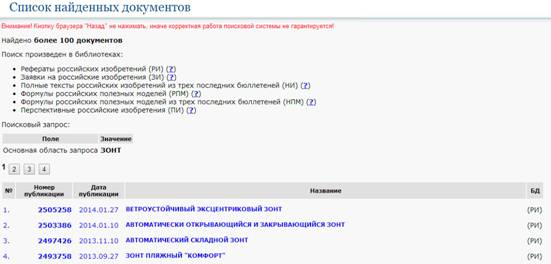 Список найденных документов
Внимание! Кнопку браузера "Назад" не нажимать, иначе корректная работа поисковой системы не гарантируется!
Найдено более 100 документов
Поиск произведен в библиотеках:
• Рефераты российских изобретений (РИ) (?)
• Заявки на российские изобретения (ЗИ) (?)
• Полные тексты российских изобретений из трех последних бюллетеней (НИ) (?)
• Формулы российских полезных моделей (РПМ) (?)
• Формулы российских полезных моделей из трех последних бюллетеней (НПМ) (?)
• Перспективные российские изобретения (ПИ) (?)
Поисковый запрос:
Поле Значение
Основная область запроса ЗОНТ
1 2 3 4
№ Номер публикации Дата публикации Название БД
1. 2505258 2014.01.27 ВЕТРОУСТОЙЧИВЫЙ ЭКСЦЕНТРИКОВЫЙ ЗОНТ (РИ)
2. 2503386 2014.01.10 АВТОМАТИЧЕСКИ ОТКРЫВАЮЩИЙСЯ И ЗАКРЫВАЮЩИЙСЯ ЗОНТ (РИ)
3. 2497426 2013.11.10 АВТОМАТИЧЕСКИЙ СКЛАДНОЙ ЗОНТ (РИ)
4. 2493758 2013.09.27 ЗОНТ ПЛЯЖНЫЙ "КОМФОРТ" (РИ)